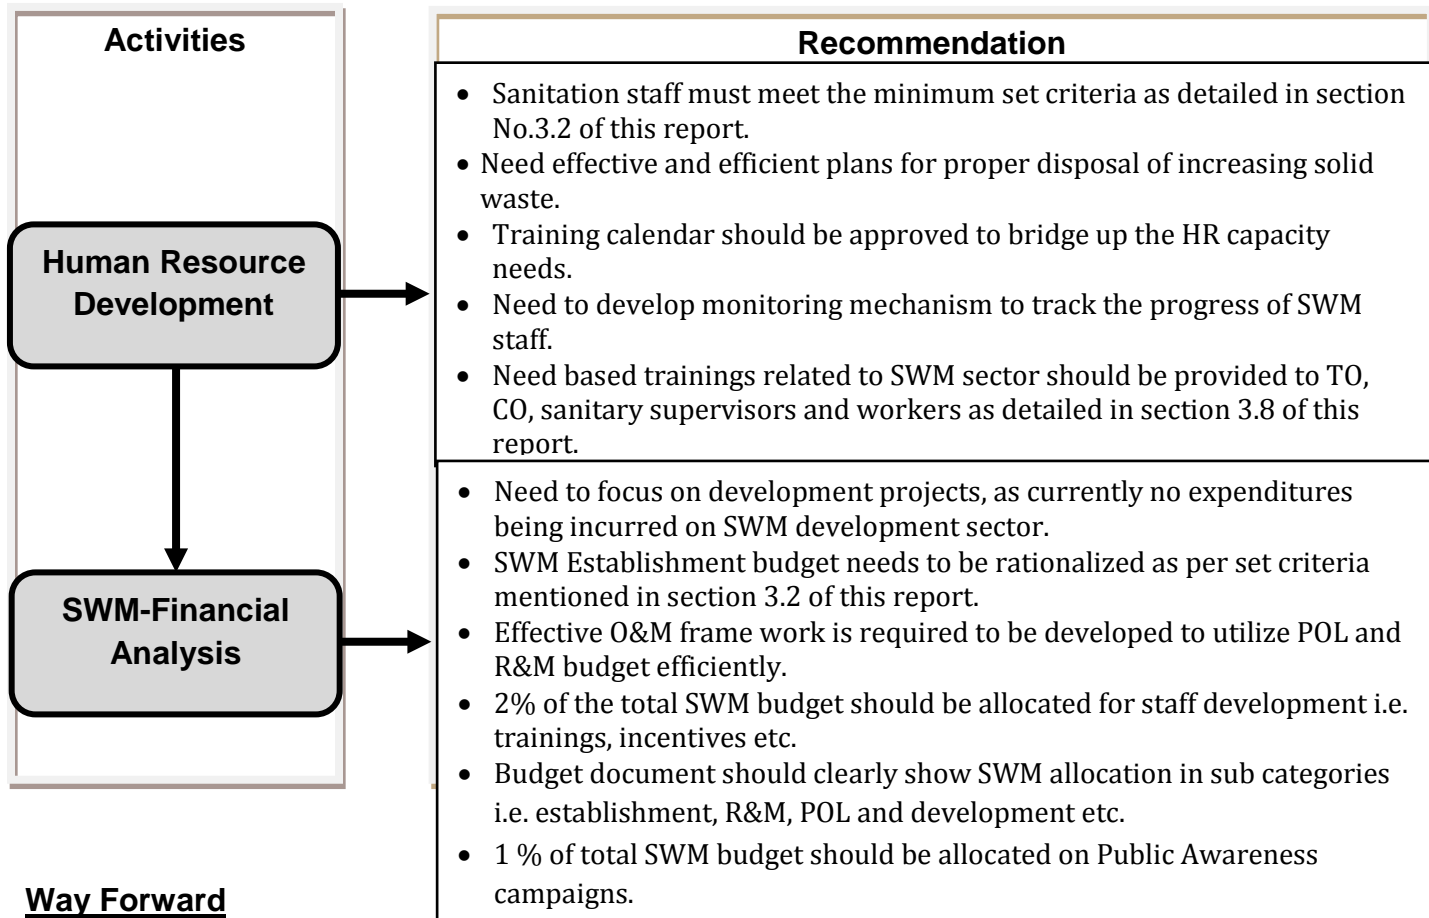 Activities
Recommendation
Human Resource
Development
• Sanitation staff must meet the minimum set criteria as detailed in section
No.3.2 of this report.
• Need effective and efficient plans for proper disposal of increasing solid
waste.
• Training calendar should be approved to bridge up the HR capacity
needs.
• Need to develop monitoring mechanism to track the progress of SWM
staff.
• Need based trainings related to SWM sector should be provided to TO,
CO, sanitary supervisors and workers as detailed in section 3.8 of this
report.
SWM-Financial
Analysis
• Need to focus on development projects, as currently no expenditures
being incurred on SWM development sector.
• SWM Establishment budget needs to be rationalized as per set criteria
mentioned in section 3.2 of this report.
• Effective O&M frame work is required to be developed to utilize POL and
R&M budget efficiently.
• 2% of the total SWM budget should be allocated for staff development i.e.
trainings, incentives etc.
• Budget document should clearly show SWM allocation in sub categories
i.e. establishment, R&M, POL and development etc.
• 1 % of total SWM budget should be allocated on Public Awareness
campaigns.
Way Forward